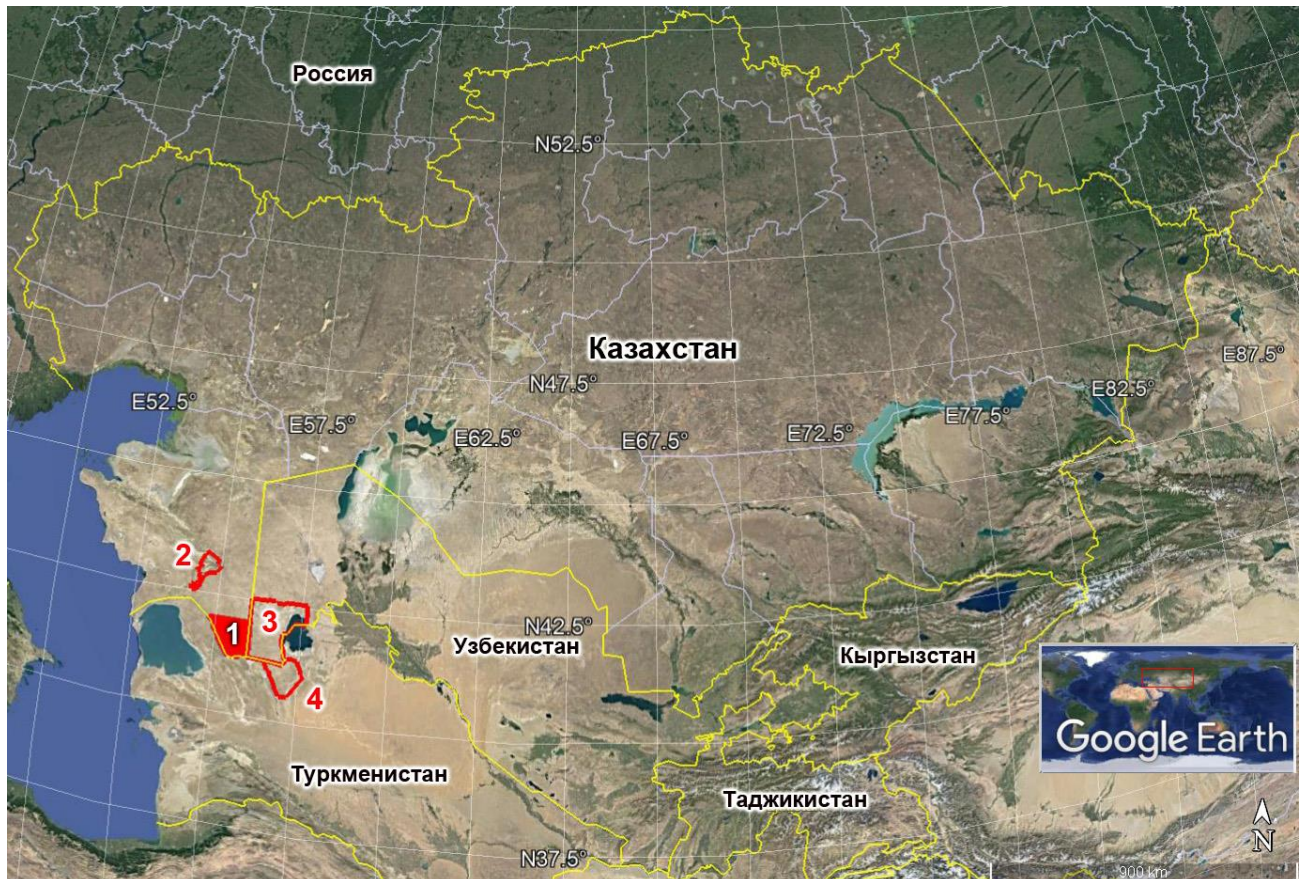 Россия
N52.5°
Казахстан
E87.5°
N47.5°
E82.5°
E52.5°
E77.5°
E57.5°
E62.5°
E67.5°
E72.5°
2
3
1
N42.5°
Узбекистан
Кыргызстан
4
Google Earth
Туркменистан
Таджикистан
N
N37.5°
900 km